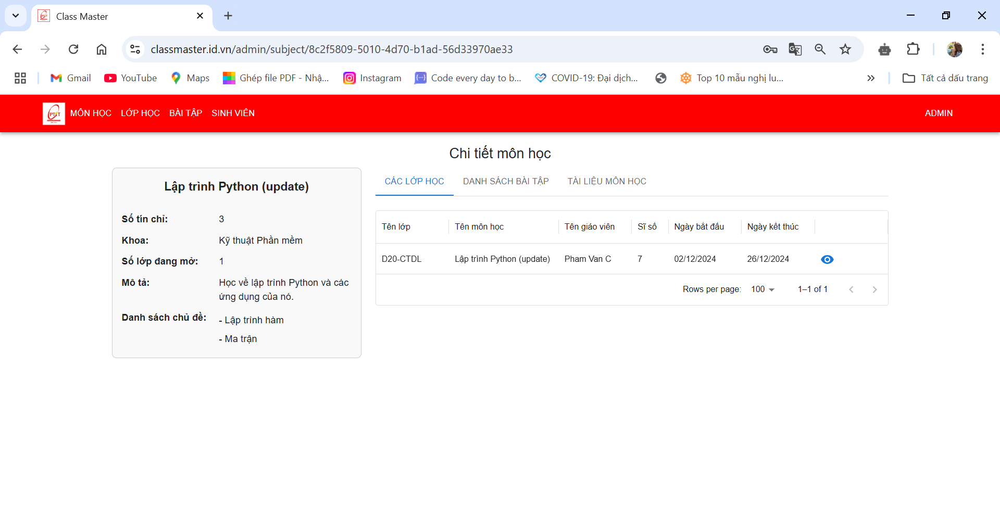 Class Master
classmaster.id.vn/admin/subject/8c2f5809-5010-4d70-b1ad-56d33970ae33
Gmail YouTube Maps Ghép file PDF - Nhậ... Instagram Code every day to b... COVID-19: Đại dịch... Top 10 mẫu nghị lu... Tất cả dấu trang
PTIT MÔN HỌC LỚP HỌC BÀI TẬP SINH VIÊN ADMIN
Chi tiết môn học
Lập trình Python (update)
Số tín chỉ: 3
Khoa: Kỹ thuật Phần mềm
Số lớp đang mở: 1
Mô tả: Học về lập trình Python và các
ứng dụng của nó.
Danh sách chủ đề: - Lập trình hàm
- Ma trận
CÁC LỚP HỌC DANH SÁCH BÀI TẬP TÀI LIỆU MÔN HỌC
Tên lớp Tên môn học Tên giáo viên Sĩ số Ngày bắt đầu Ngày kết thúc
D20-CTDL Lập trình Python (update) Pham Van C 7 02/12/2024 26/12/2024
Rows per page: 100 1–1 of 1